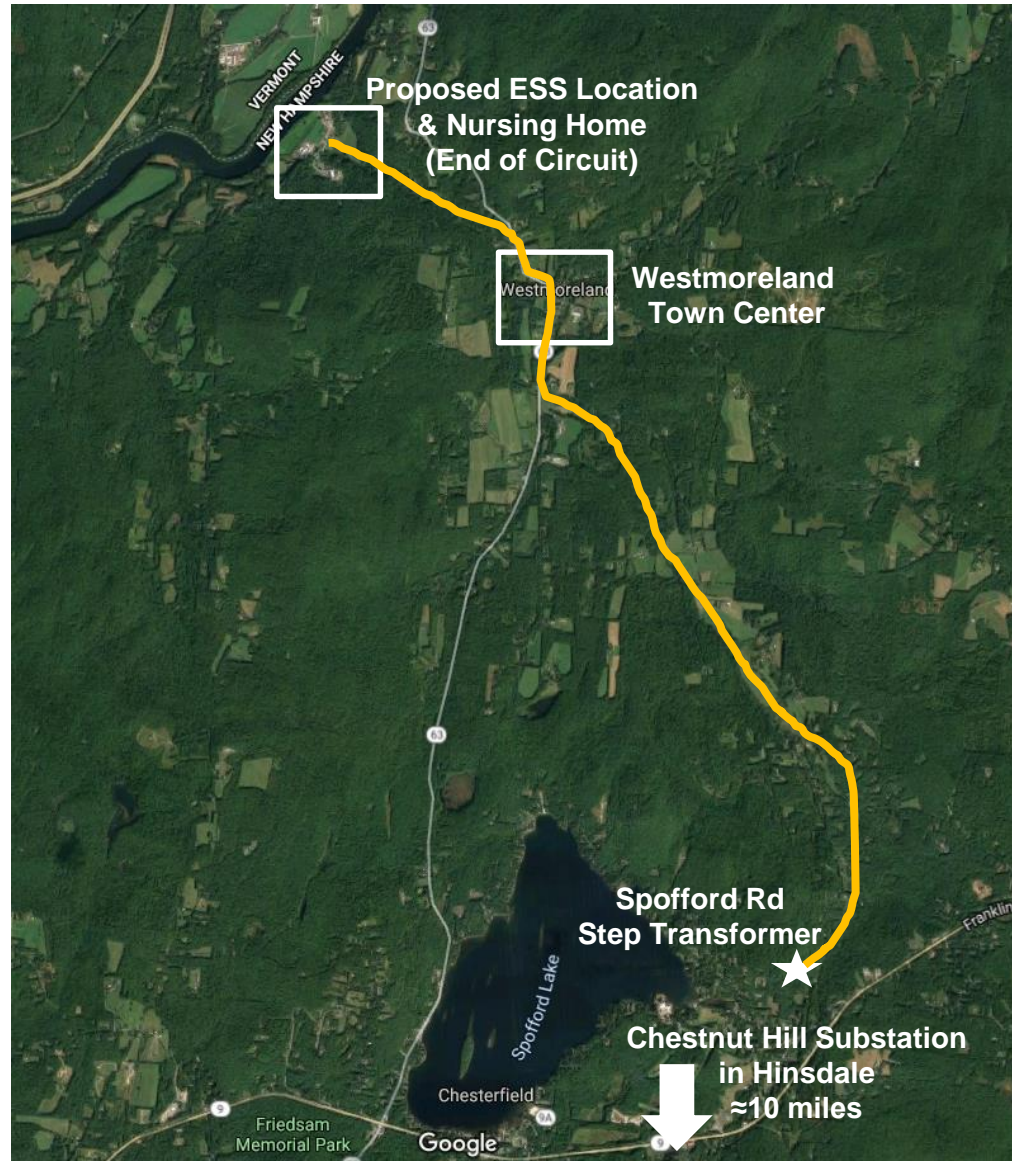 63
VERMONT
NEW HAMPSHIRE
Proposed ESS Location
& Nursing Home
(End of Circuit)
Westmoreland
Westmoreland
Town Center
63
Spofford Rd
Step Transformer
Franklin
Spofford Lake
Chestnut Hill Substation
in Hinsdale
≈10 miles
Chesterfield
9A
9
Friedsam
Memorial Park
Google
9